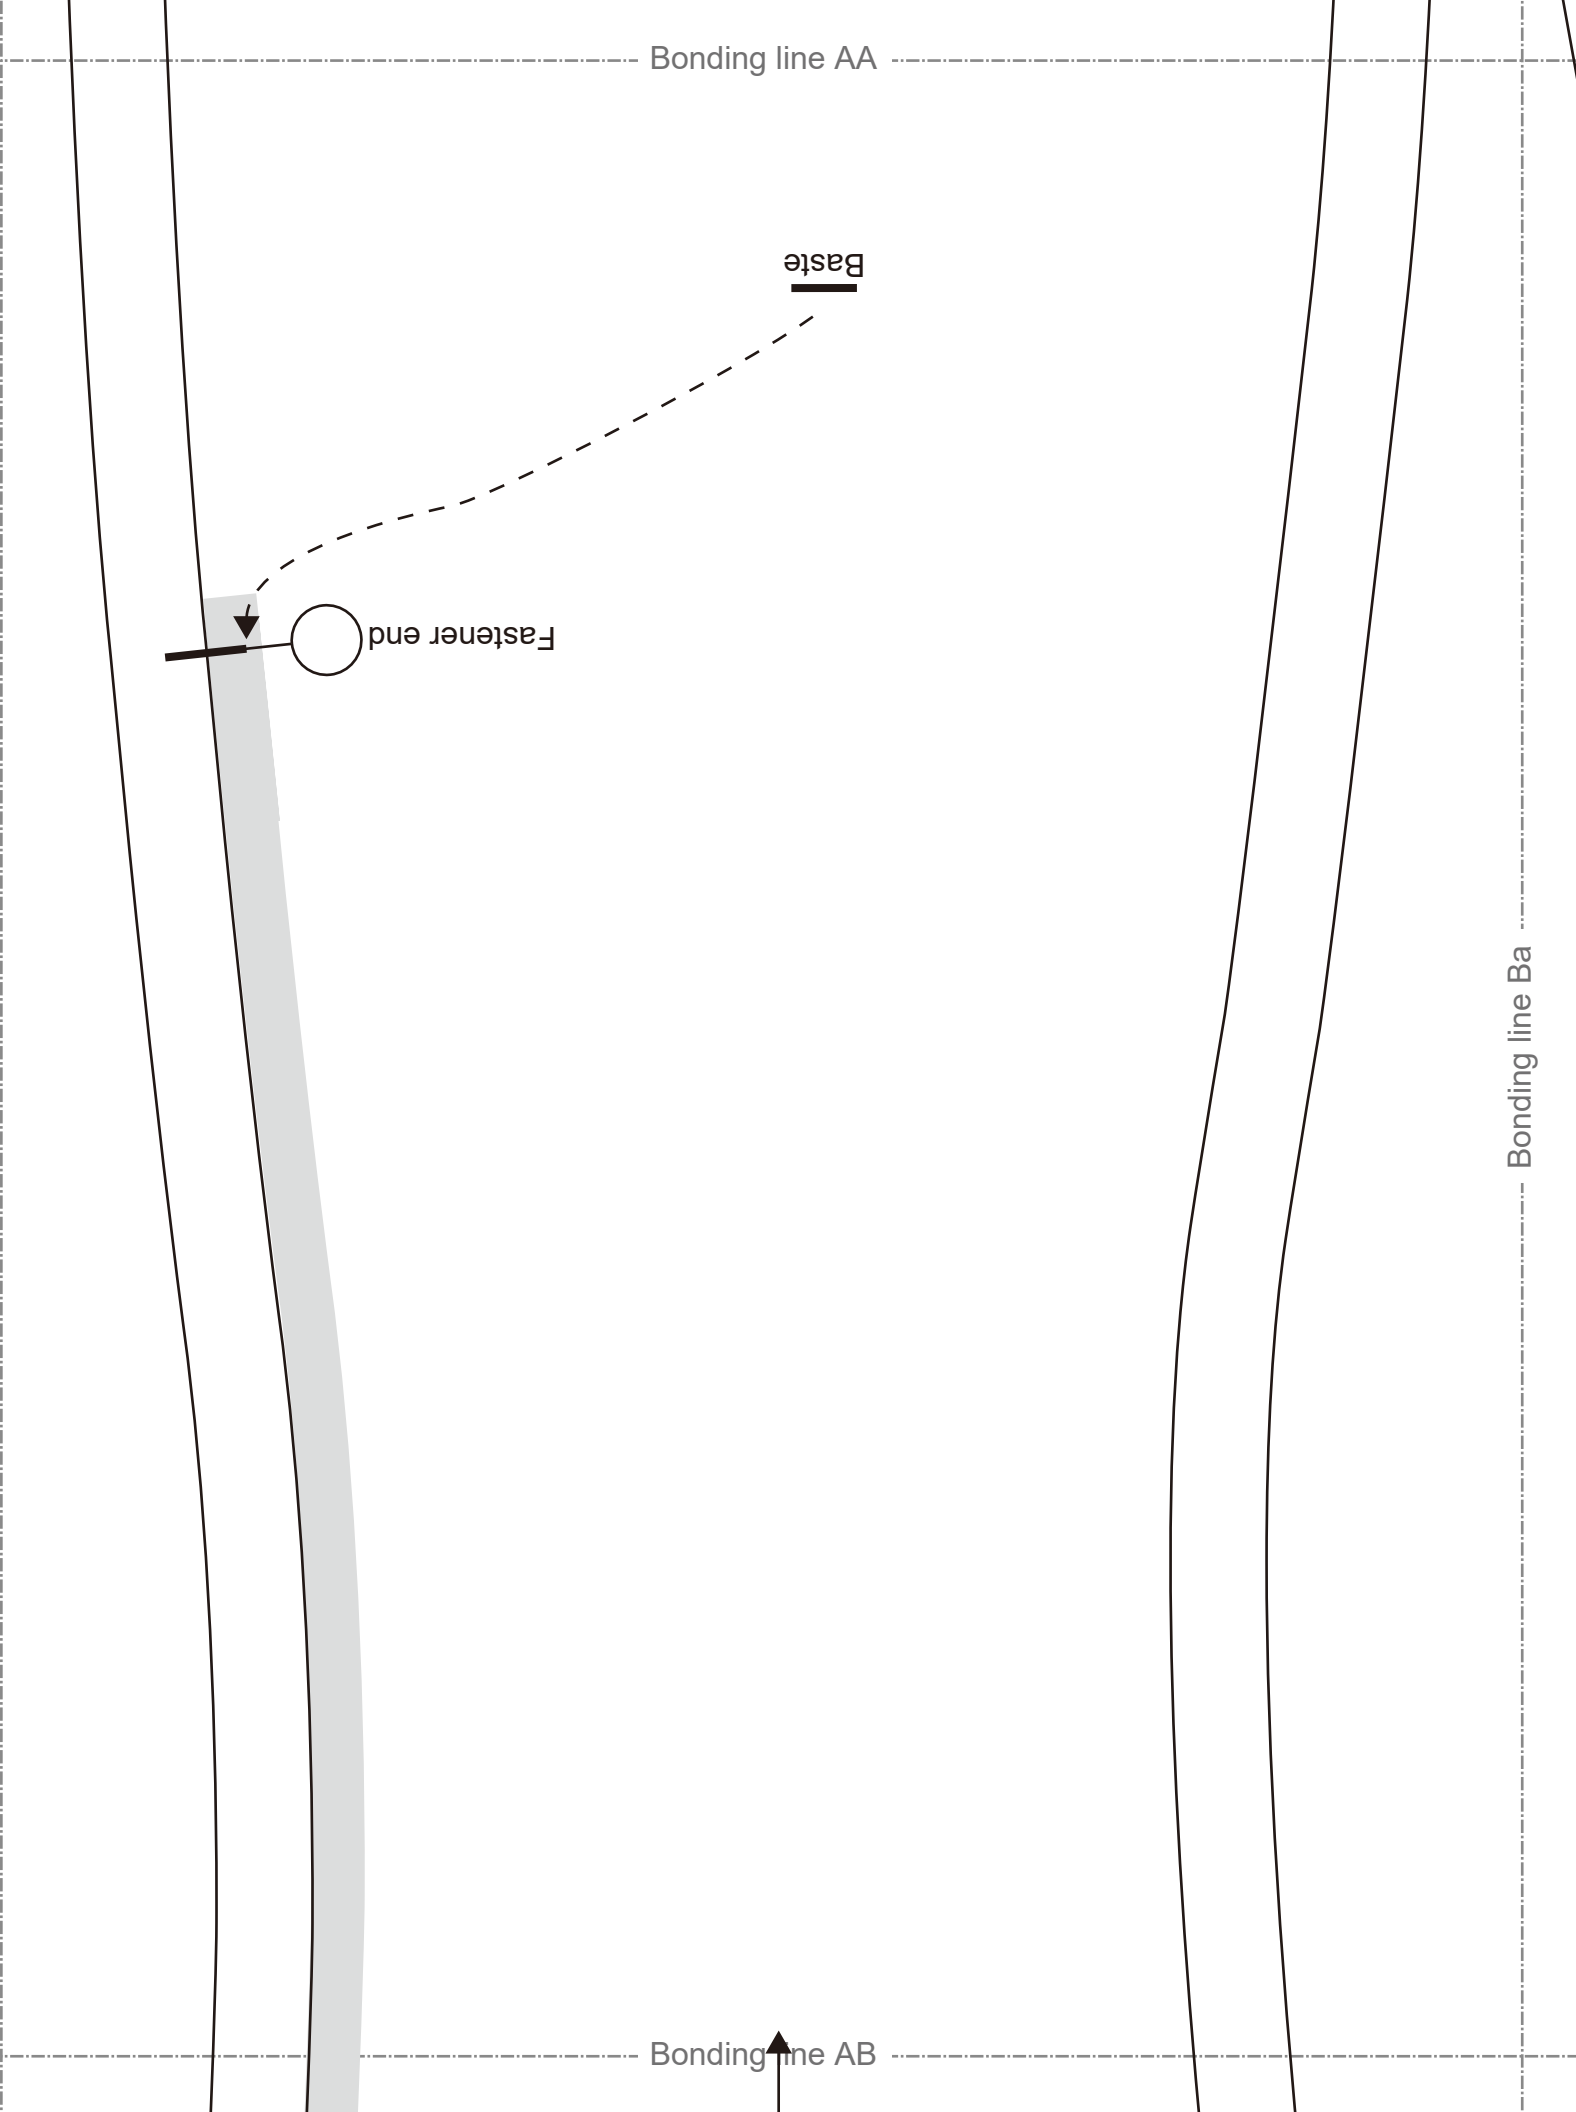 Bonding line AA
Baste
Fastener end
Bonding line Ba
Bonding line AB